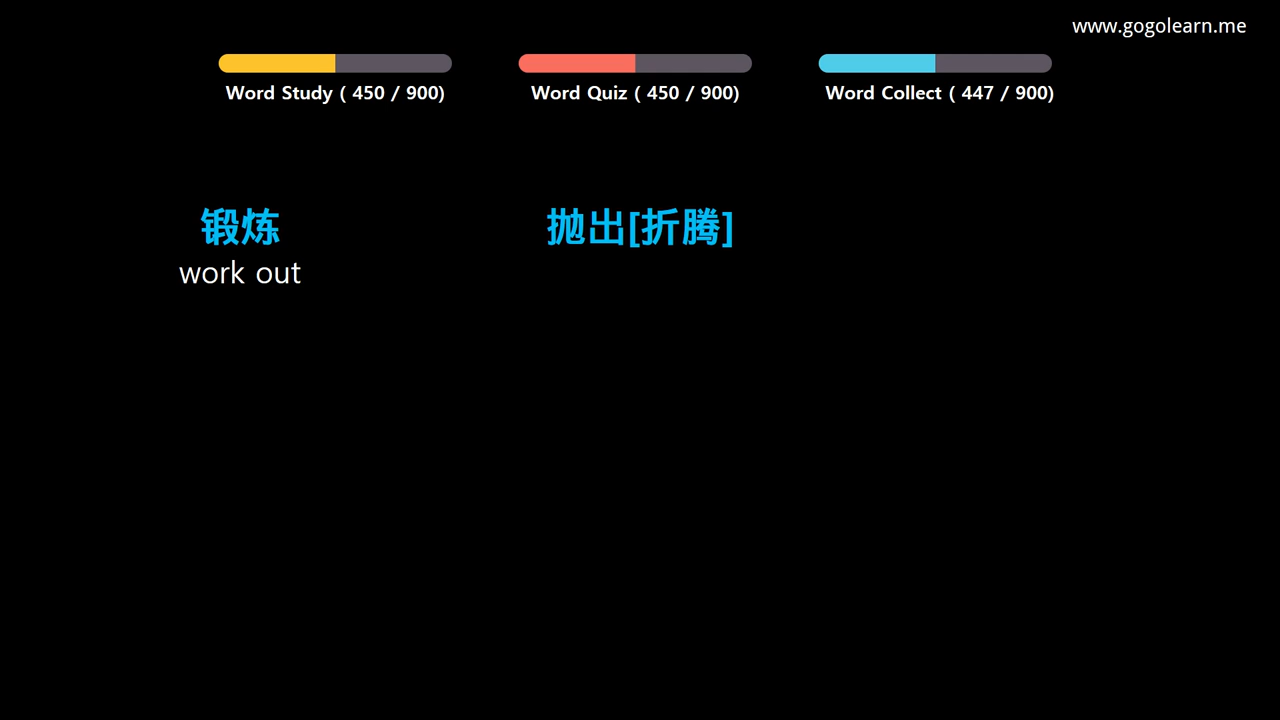 www.gogolearn.me
Word Study ( 450 / 900)
Word Quiz ( 450 / 900)
Word Collect ( 447 / 900)
锻炼
work out
抛出[折腾]